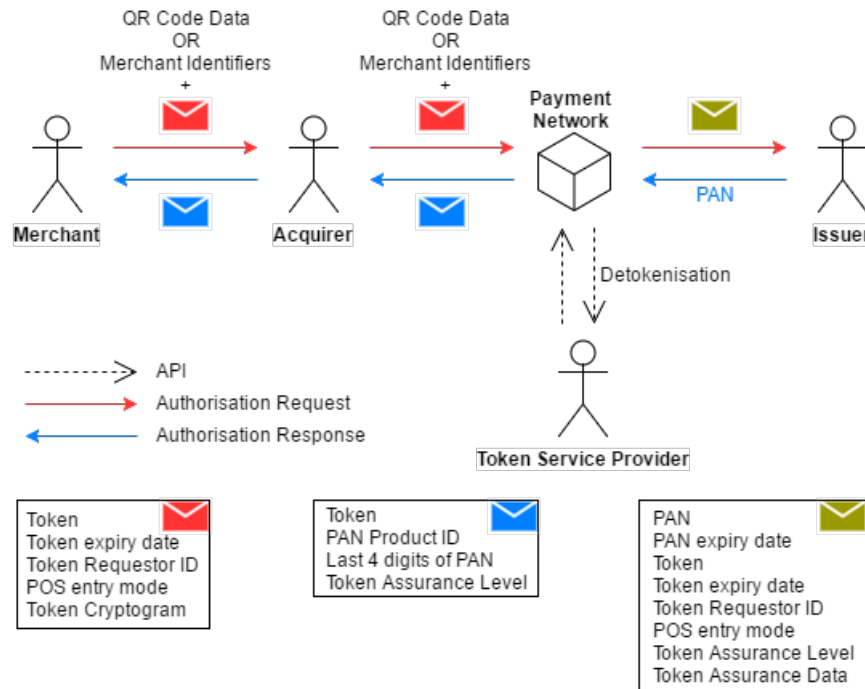 QR Code Data
OR
Merchant Identifiers
+
QR Code Data
OR
Merchant Identifiers
+
Payment
Network
PAN
Merchant
Acquirer
Issuer
Detokenisation
API
Authorisation Request
Authorisation Response
Token Service Provider
Token
Token expiry date
Token Requestor ID
POS entry mode
Token Cryptogram
Token
PAN Product ID
Last 4 digits of PAN
Token Assurance Level
PAN
PAN expiry date
Token
Token expiry date
Token Requestor ID
POS entry mode
Token Assurance Level
Token Assurance Data